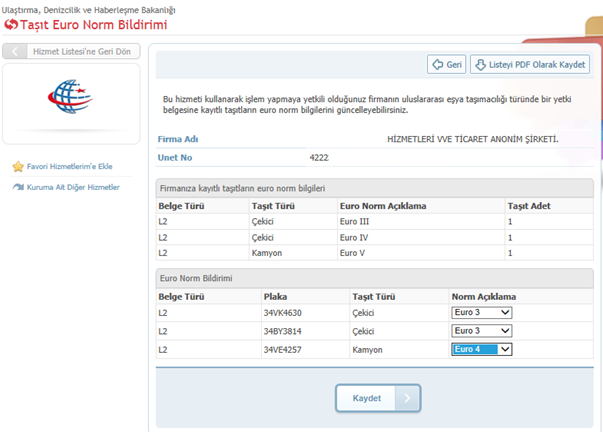 Ulaştırma, Denizcilik ve Haberleşme Bakanlığı
Taşıt Euro Norm Bildirimi
Hizmet Listesi'ne Geri Dön
Geri
Listeyi PDF Olarak Kaydet
Bu hizmeti kullanarak işlem yapmaya yetkili olduğunuz firmanın uluslararası eşya taşımacılığı türünde bir yetki
belgesine kayıtlı taşıtların euro norm bilgilerini güncelleyebilirsiniz.
Firma Adı HİZMETLERİ VVE TİCARET ANONİM ŞİRKETİ.
Unet No 4222
Favori Hizmetlerim'e Ekle
Kuruma Ait Diğer Hizmetler
Firmanıza kayıtlı taşıtların euro norm bilgileri
Belge Türü Taşıt Türü Euro Norm Açıklama Taşıt Adet
L2 Çekici Euro III 1
L2 Çekici Euro IV 1
L2 Kamyon Euro V 1
Euro Norm Bildirimi
Belge Türü Plaka Taşıt Türü Norm Açıklama
L2 34VK4630 Çekici Euro 3
L2 34BY3814 Çekici Euro 3
L2 34VE4257 Kamyon Euro 4
Kaydet